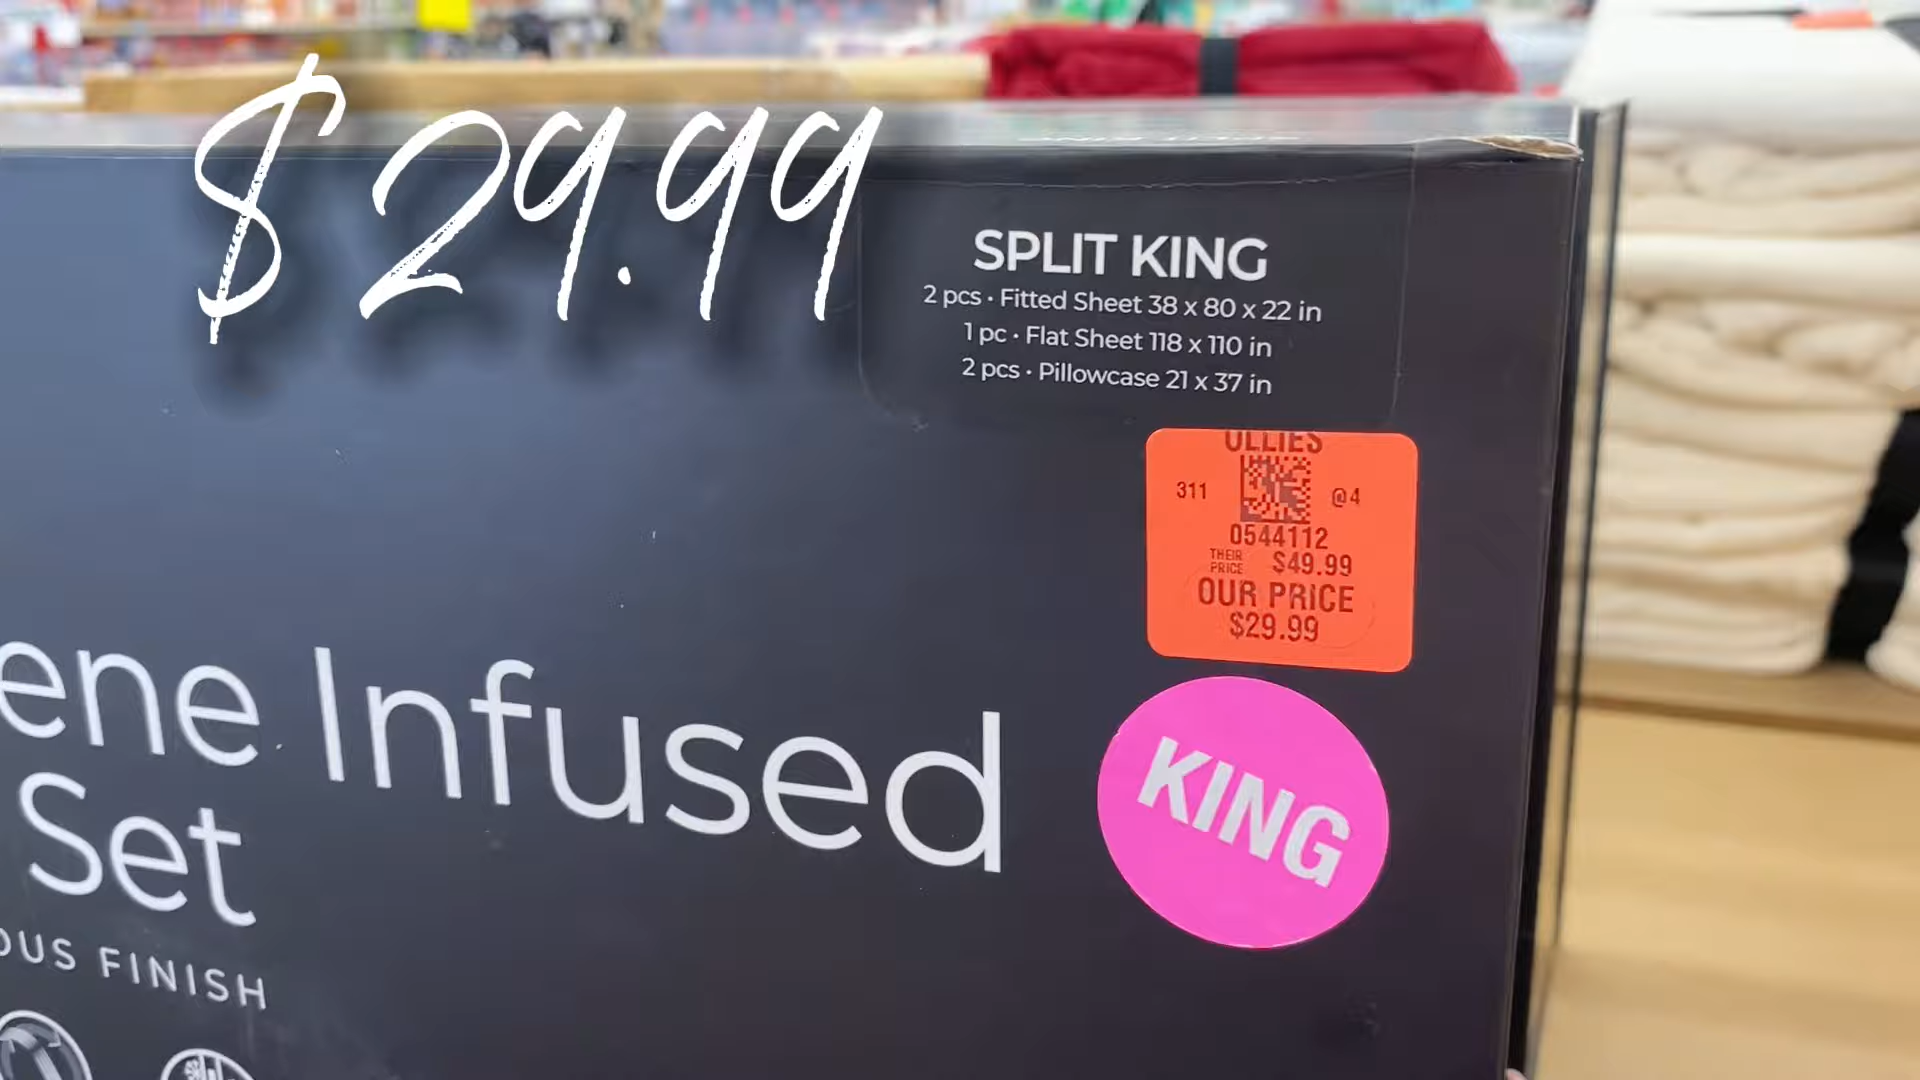 $29.99
SPLIT KING
2 pcs • Fitted Sheet 38 x 80 x 22 in
1 pc • Flat Sheet 118 x 110 in
2 pcs • Pillowcase 21 x 37 in
OLLIES
311 @4
0544112
THEIR PRICE $49.99
OUR PRICE
$29.99
ene Infused
Set
OUS FINISH
KING